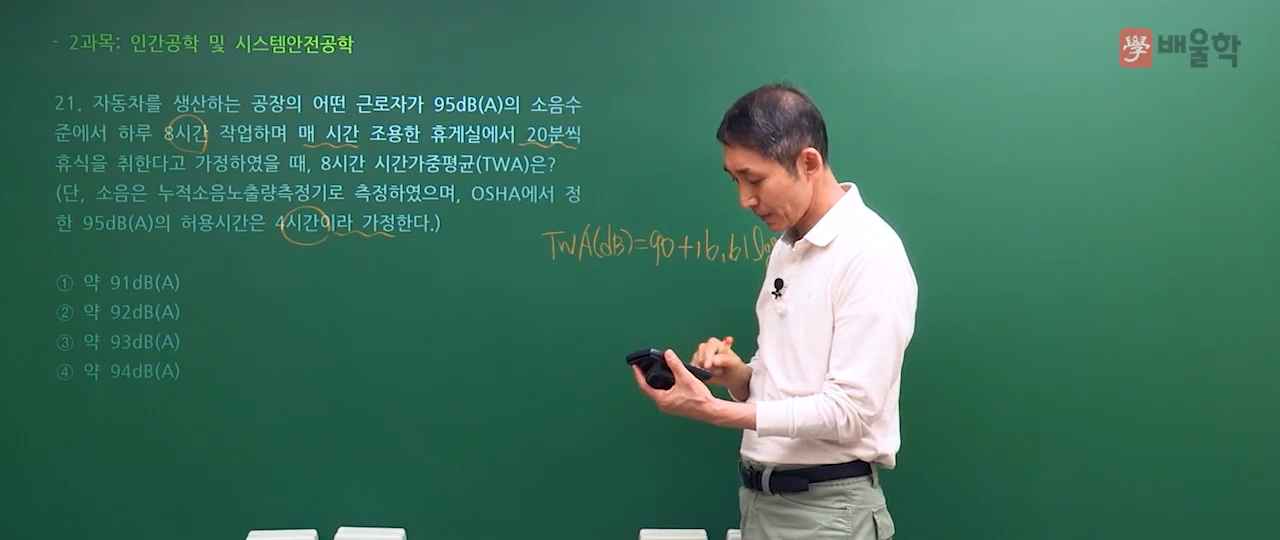 - 2과목: 인간공학 및 시스템안전공학
學 배울학
21. 자동차를 생산하는 공장의 어떤 근로자가 95dB(A)의 소음수
준에서 하루 8시간 작업하며 매 시간 조용한 휴게실에서 20분씩
휴식을 취한다고 가정하였을 때, 8시간 시간가중평균(TWA)은?
(단, 소음은 누적소음노출량측정기로 측정하였으며, OSHA에서 정
한 95dB(A)의 허용시간은 4시간이라 가정한다.)
TWA(dB)=90+16.61log
① 약 91dB(A)
② 약 92dB(A)
③ 약 93dB(A)
④ 약 94dB(A)